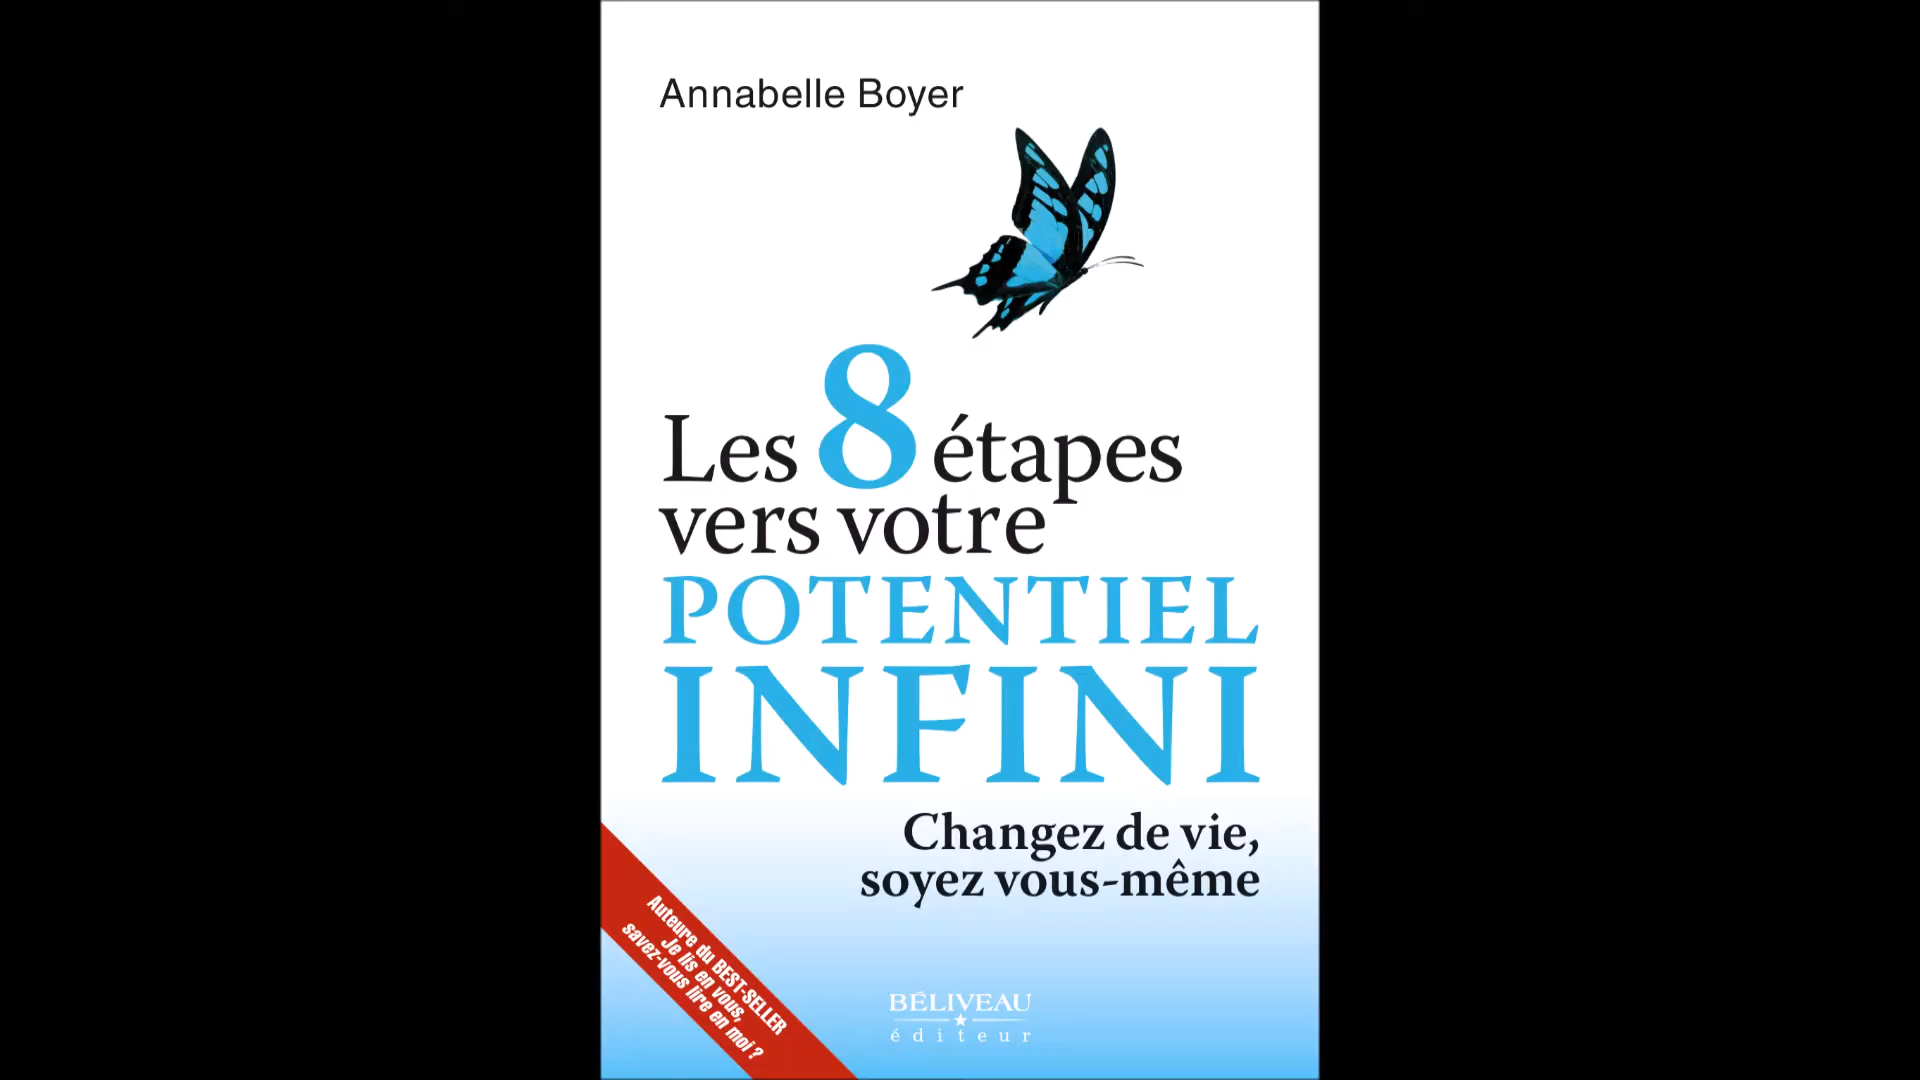 Annabelle Boyer
Les 8 étapes
vers votre
POTENTIEL
INFINI
Changez de vie,
soyez vous-même
Auteure du BEST-SELLER
Je lis en vous,
savez-vous lire en moi ?
BÉLIVEAU
éditeur